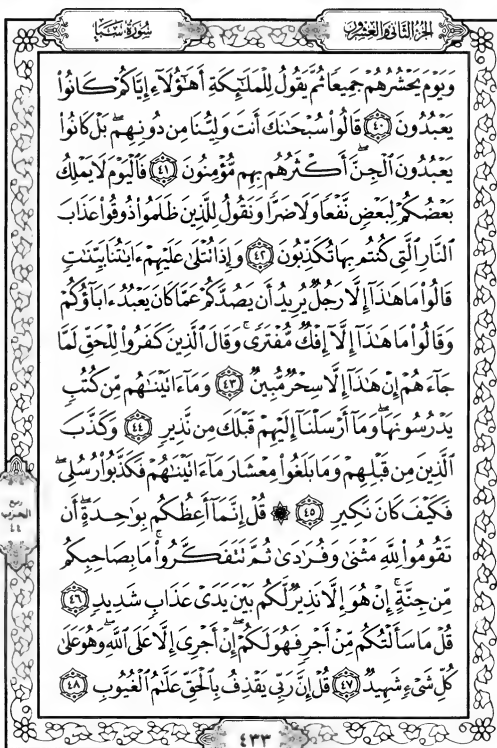 الجزء الثاني والعشرون
سُورَةُ سَبَإٍ
وَيَوْمَ يَحْشُرُهُمْ جَمِيعًا ثُمَّ يَقُولُ لِلْمَلَٰٓئِكَةِ أَهَٰٓؤُلَآءِ إِيَّاكُمْ كَانُوا۟
يَعْبُدُونَ ﴿٤٠﴾ قَالُوا۟ سُبْحَٰنَكَ أَنتَ وَلِيُّنَا مِن دُونِهِم ۖ بَلْ كَانُوا۟
يَعْبُدُونَ ٱلْجِنَّ ۖ أَكْثَرُهُم بِهِم مُّؤْمِنُونَ ﴿٤١﴾ فَٱلْيَوْمَ لَا يَمْلِكُ
بَعْضُكُمْ لِبَعْضٍ نَّفْعًا وَلَا ضَرًّا وَنَقُولُ لِلَّذِينَ ظَلَمُوا۟ ذُوقُوا۟ عَذَابَ
ٱلنَّارِ ٱلَّتِى كُنتُم بِهَا تُكَذِّبُونَ ﴿٤٢﴾ وَإِذَا تُتْلَىٰ عَلَيْهِمْ ءَايَٰتُنَا بَيِّنَٰتٍ
قَالُوا۟ مَا هَٰذَآ إِلَّا رَجُلٌ يُرِيدُ أَن يَصُدَّكُمْ عَمَّا كَانَ يَعْبُدُ ءَابَآؤُكُمْ
وَقَالُوا۟ مَا هَٰذَآ إِلَّآ إِفْكٌ مُّفْتَرًى ۚ وَقَالَ ٱلَّذِينَ كَفَرُوا۟ لِلْحَقِّ لَمَّا
جَآءَهُمْ إِنْ هَٰذَآ إِلَّا سِحْرٌ مُّبِينٌ ﴿٤٣﴾ وَمَآ ءَاتَيْنَٰهُم مِّن كُتُبٍ
يَدْرُسُونَهَا ۖ وَمَآ أَرْسَلْنَآ إِلَيْهِمْ قَبْلَكَ مِن نَّذِيرٍ ﴿٤٤﴾ وَكَذَّبَ
ٱلَّذِينَ مِن قَبْلِهِمْ وَمَا بَلَغُوا۟ مِعْشَارَ مَآ ءَاتَيْنَٰهُمْ فَكَذَّبُوا۟ رُسُلِى ۖ
فَكَيْفَ كَانَ نَكِيرِ ﴿٤٥﴾ ۞ قُلْ إِنَّمَآ أَعِظُكُم بِوَٰحِدَةٍ ۖ أَن
تَقُومُوا۟ لِلَّهِ مَثْنَىٰ وَفُرَٰدَىٰ ثُمَّ تَتَفَكَّرُوا۟ ۚ مَا بِصَاحِبِكُم
مِّن جِنَّةٍ ۚ إِنْ هُوَ إِلَّا نَذِيرٌ لَّكُم بَيْنَ يَدَىْ عَذَابٍ شَدِيدٍ ﴿٤٦﴾
قُلْ مَا سَأَلْتُكُم مِّنْ أَجْرٍ فَهُوَ لَكُمْ ۖ إِنْ أَجْرِىَ إِلَّا عَلَى ٱللَّهِ ۖ وَهُوَ عَلَىٰ
كُلِّ شَىْءٍ شَهِيدٌ ﴿٤٧﴾ قُلْ إِنَّ رَبِّى يَقْذِفُ بِٱلْحَقِّ عَلَّٰمُ ٱلْغُيُوبِ ﴿٤٨﴾
ربع
الحزب
٤٤
٤٣٣